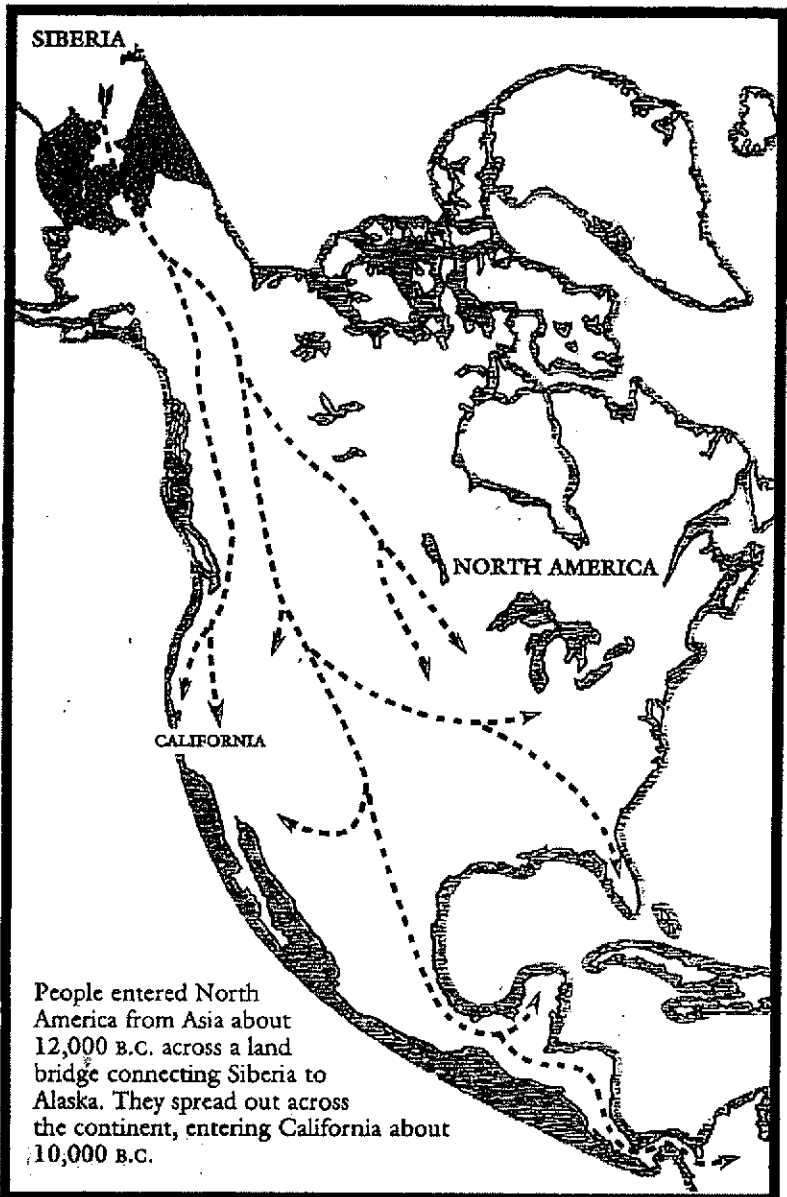 SIBERIA
NORTH AMERICA
CALIFORNIA
People entered North
America from Asia about
12,000 B.C. across a land
bridge connecting Siberia to
Alaska. They spread out across
the continent, entering California about
10,000 B.C.